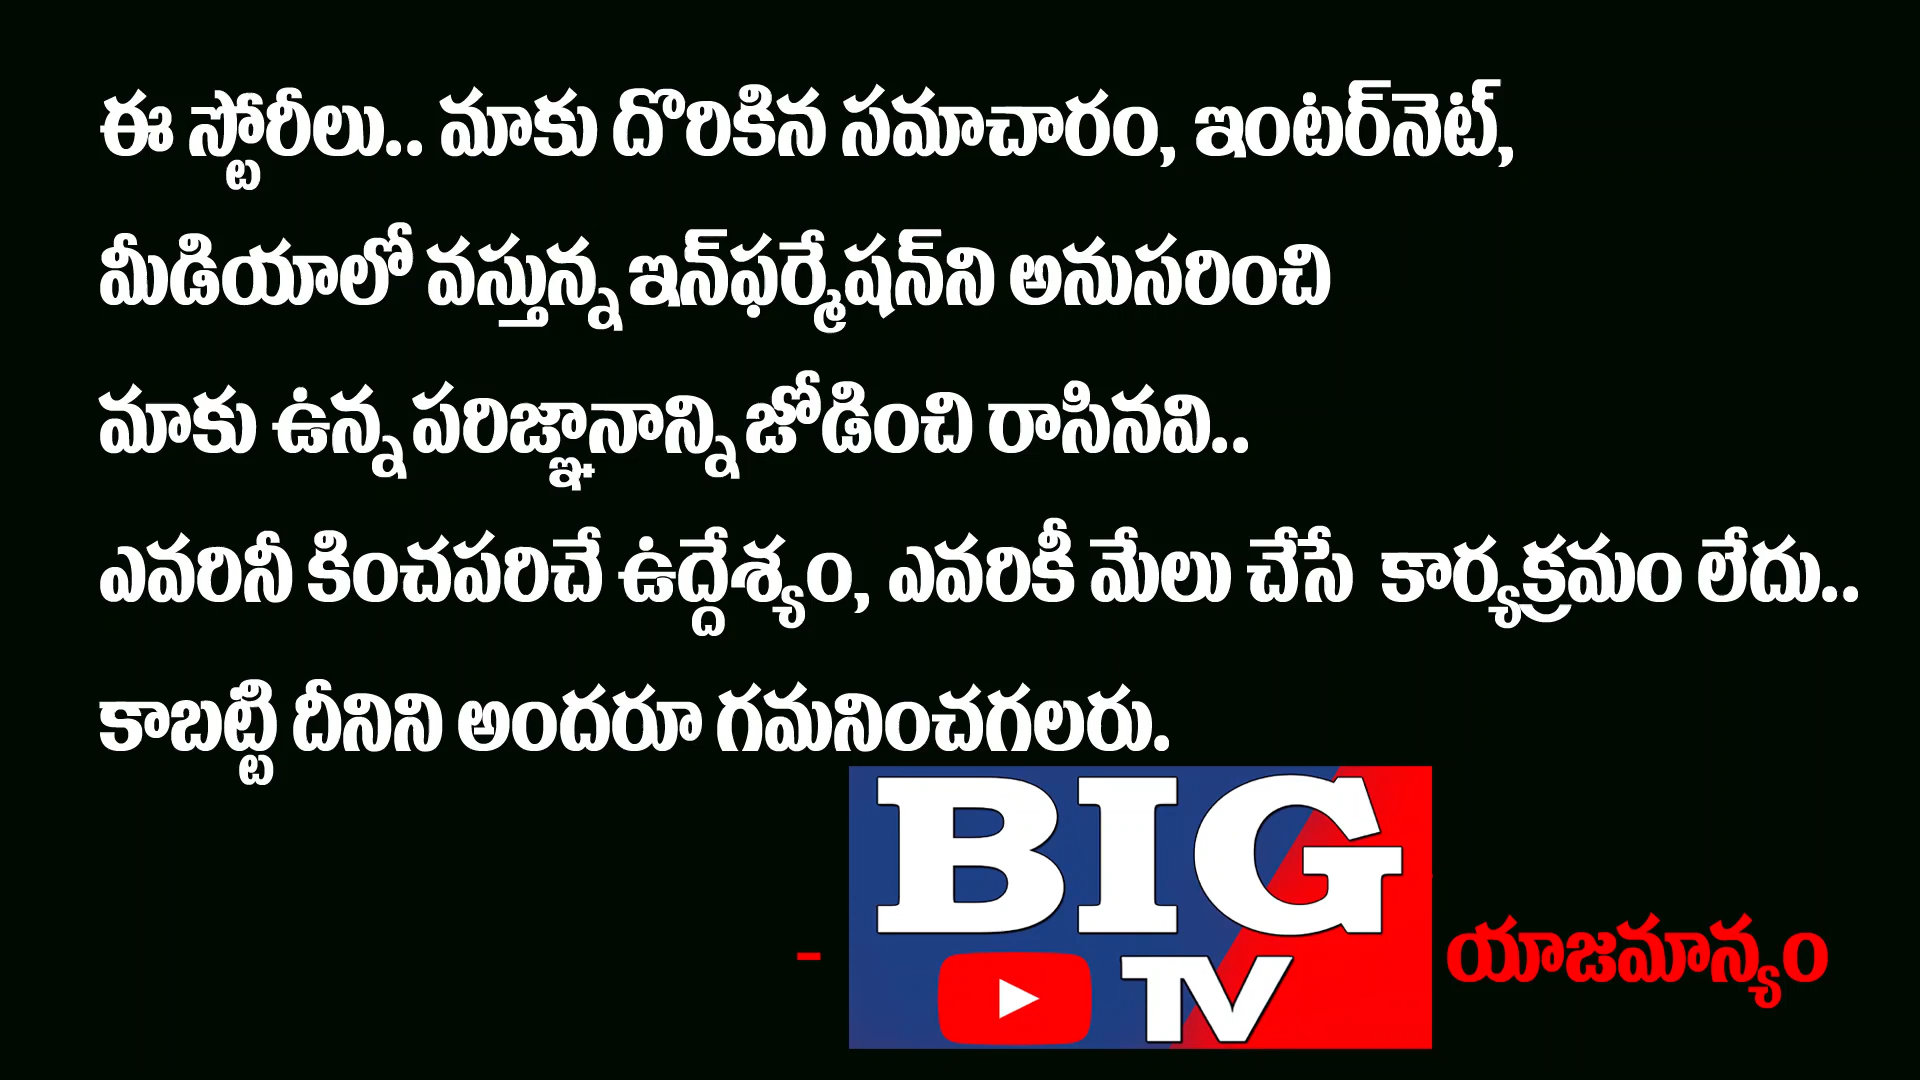 ఈ స్టోరీలు.. మాకు దొరికిన సమాచారం, ఇంటర్‌నెట్,
మీడియాలో వస్తున్న ఇన్‌ఫర్మేషన్‌ని అనుసరించి
మాకు ఉన్న పరిజ్ఞానాన్ని జోడించి రాసినవి..
ఎవరినీ కించపరిచే ఉద్దేశ్యం, ఎవరికీ మేలు చేసే కార్యక్రమం లేదు..
కాబట్టి దీనిని అందరూ గమనించగలరు.
BIG
- TV యాజమాన్యం